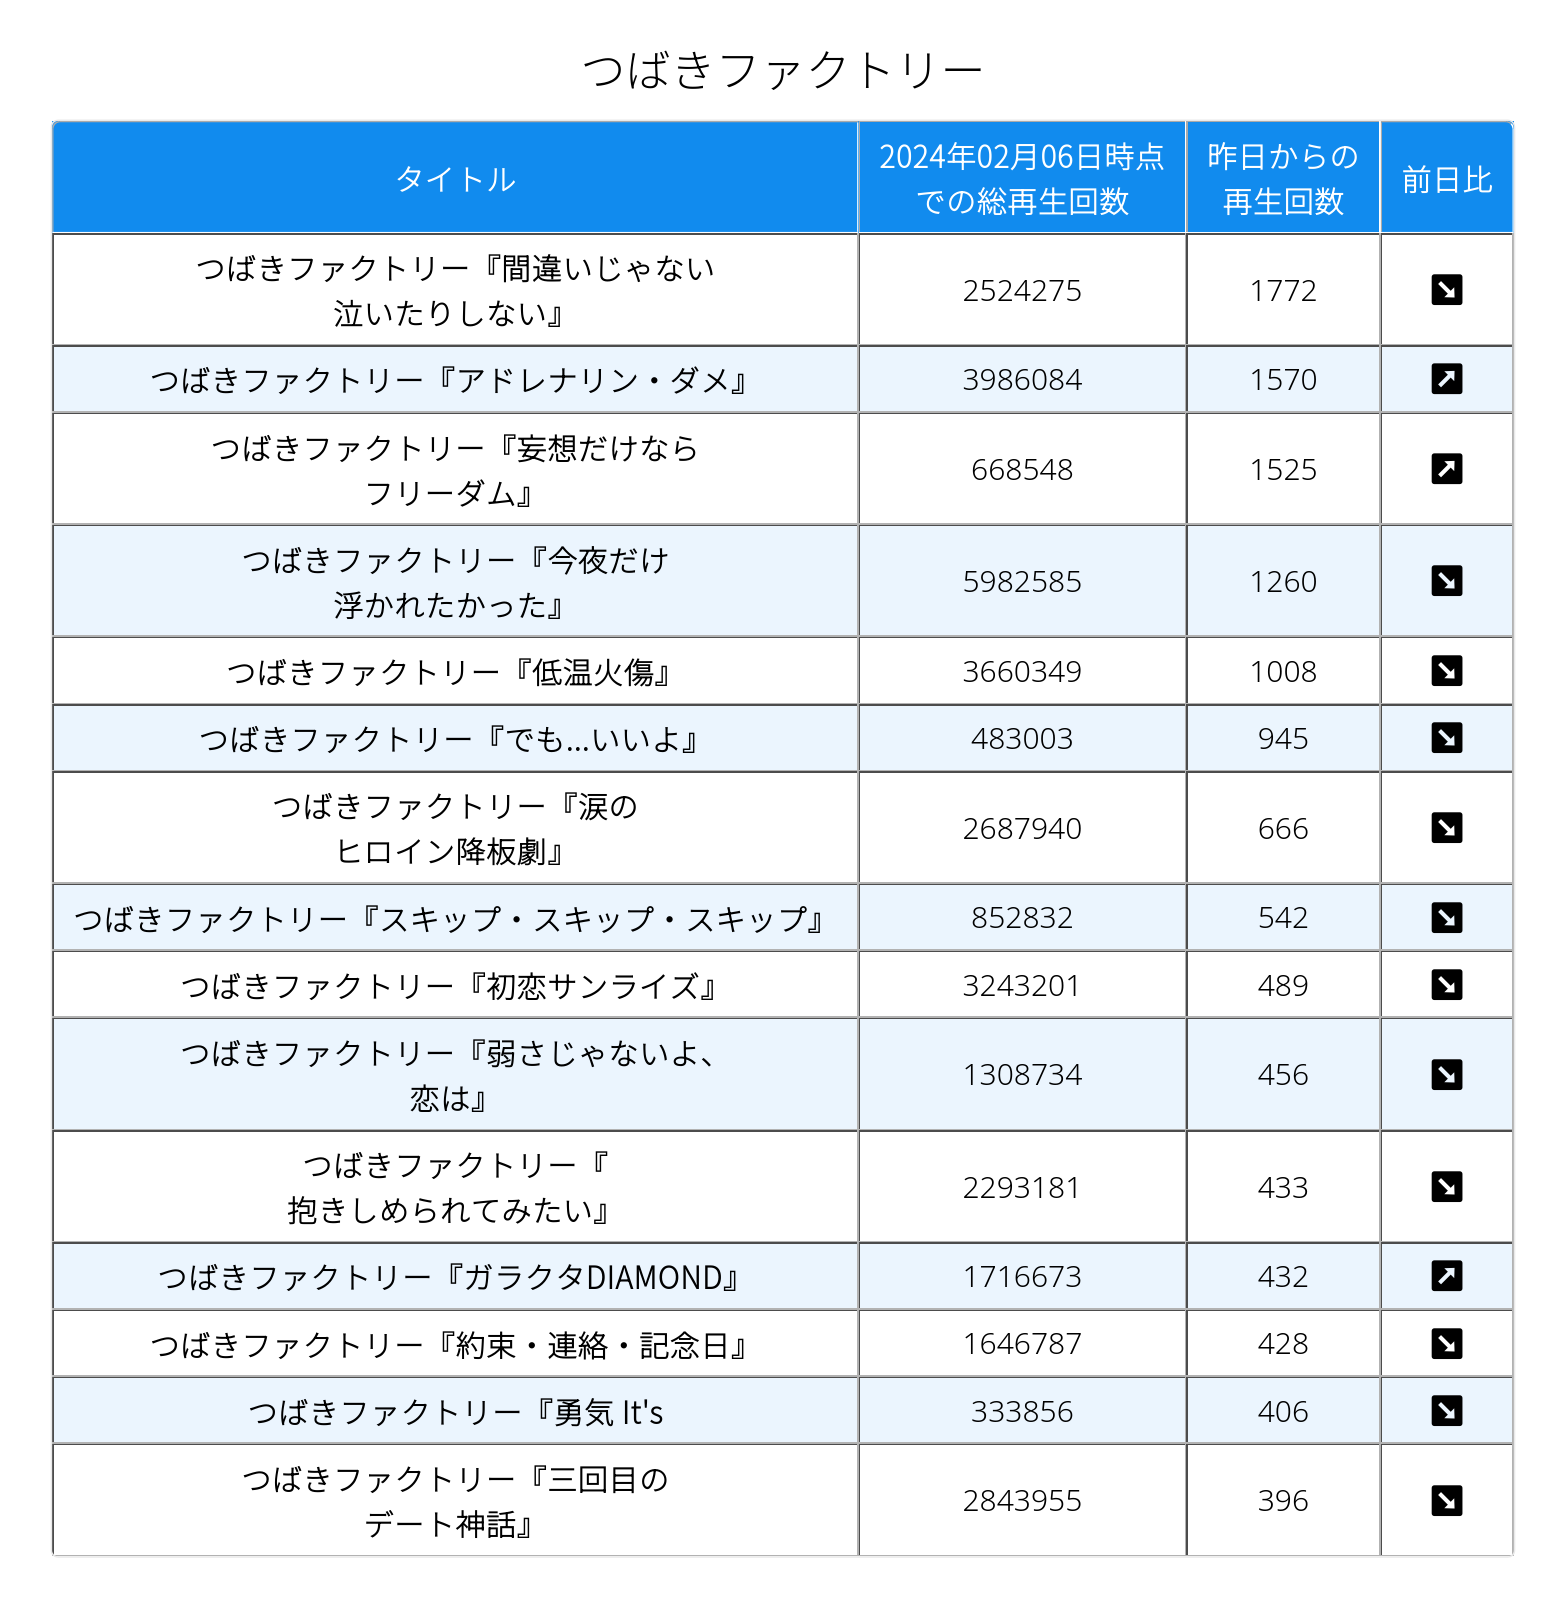 つばきファクトリー
タイトル
2024年02月06日時点
での総再生回数
昨日からの
再生回数
前日比
つばきファクトリー『間違いじゃない
泣いたりしない』
2524275
1772
つばきファクトリー『アドレナリン・ダメ』
3986084
1570
つばきファクトリー『妄想だけなら
フリーダム』
668548
1525
つばきファクトリー『今夜だけ
浮かれたかった』
5982585
1260
つばきファクトリー『低温火傷』
3660349
1008
つばきファクトリー『でも...いいよ』
483003
945
つばきファクトリー『涙の
ヒロイン降板劇』
2687940
666
つばきファクトリー『スキップ・スキップ・スキップ』
852832
542
つばきファクトリー『初恋サンライズ』
3243201
489
つばきファクトリー『弱さじゃないよ、
恋は』
1308734
456
つばきファクトリー『
抱きしめられてみたい』
2293181
433
つばきファクトリー『ガラクタDIAMOND』
1716673
432
つばきファクトリー『約束・連絡・記念日』
1646787
428
つばきファクトリー『勇気 It's
333856
406
つばきファクトリー『三回目の
デート神話』
2843955
396